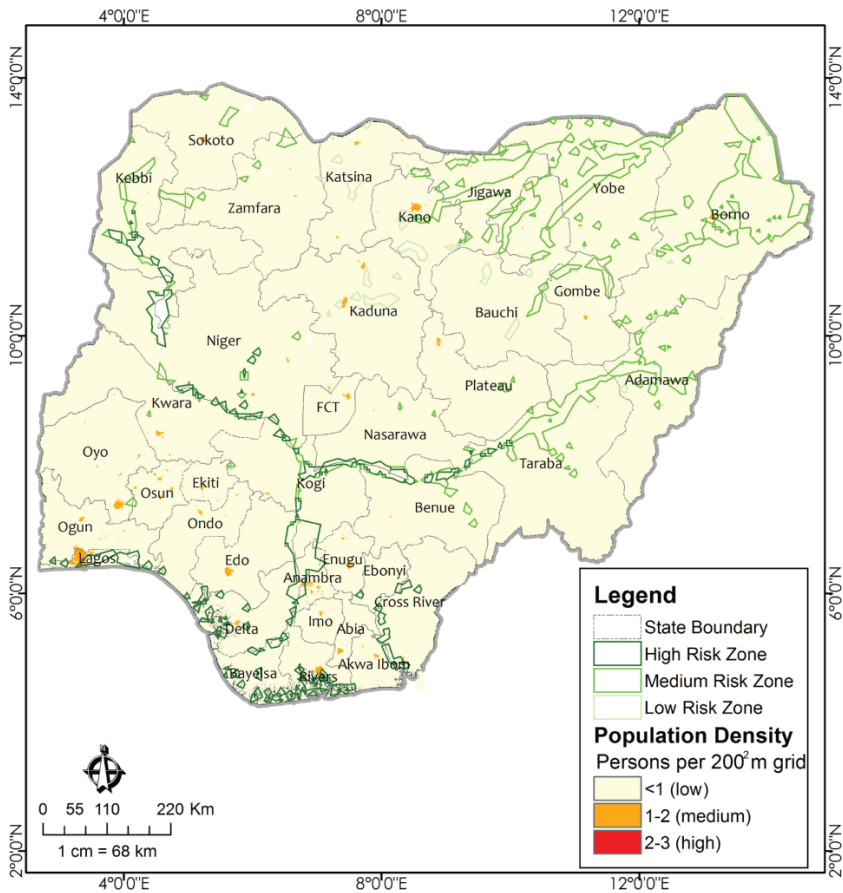 4°0'0"E 8°0'0"E 12°0'0"E
14°0'0"N 14°0'0"N
Sokoto
Kebbi
Katsina
Jigawa
Yobe
Zamfara
Kano
Borno
Gombe
Kaduna
Bauchi
10°0'0"N 10°0'0"N
Niger
Plateau
Adamawa
Kwara
FCT
Nasarawa
Oyo
Taraba
Osun
Ekiti
Kogi
Benue
Ogun
Ondo
Lagos
Edo
Enugu
Anambra
Ebonyi
6°0'0"N 6°0'0"N
Cross River
Delta
Imo
Abia
Akwa Ibom
Bayelsa
Rivers
Legend
State Boundary
High Risk Zone
Medium Risk Zone
Low Risk Zone
Population Density
Persons per 200²m grid
<1 (low)
1-2 (medium)
2-3 (high)
0 55 110 220 Km
1 cm = 68 km
2°0'0"N 2°0'0"N
4°0'0"E 8°0'0"E 12°0'0"E